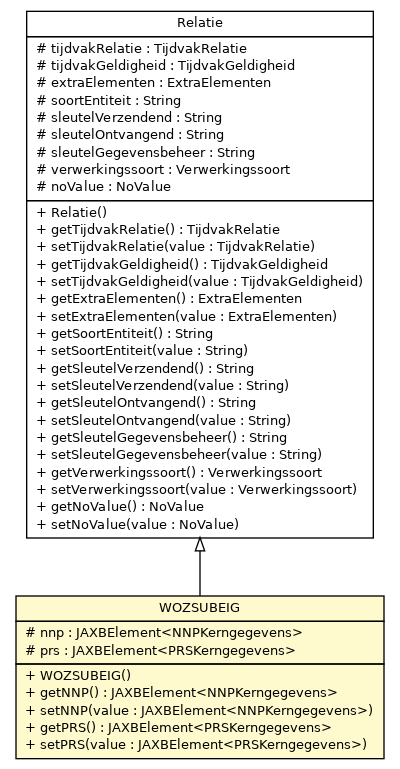 Relatie
# tijdvakRelatie : TijdvakRelatie
# tijdvakGeldigheid : TijdvakGeldigheid
# extraElementen : ExtraElementen
# soortEntiteit : String
# sleutelVerzendend : String
# sleutelOntvangend : String
# sleutelGegevensbeheer : String
# verwerkingssoort : Verwerkingssoort
# noValue : NoValue
+ Relatie()
+ getTijdvakRelatie() : TijdvakRelatie
+ setTijdvakRelatie(value : TijdvakRelatie)
+ getTijdvakGeldigheid() : TijdvakGeldigheid
+ setTijdvakGeldigheid(value : TijdvakGeldigheid)
+ getExtraElementen() : ExtraElementen
+ setExtraElementen(value : ExtraElementen)
+ getSoortEntiteit() : String
+ setSoortEntiteit(value : String)
+ getSleutelVerzendend() : String
+ setSleutelVerzendend(value : String)
+ getSleutelOntvangend() : String
+ setSleutelOntvangend(value : String)
+ getSleutelGegevensbeheer() : String
+ setSleutelGegevensbeheer(value : String)
+ getVerwerkingssoort() : Verwerkingssoort
+ setVerwerkingssoort(value : Verwerkingssoort)
+ getNoValue() : NoValue
+ setNoValue(value : NoValue)
WOZSUBEIG
# nnp : JAXBElement<NNPKerngegevens>
# prs : JAXBElement<PRSKerngegevens>
+ WOZSUBEIG()
+ getNNP() : JAXBElement<NNPKerngegevens>
+ setNNP(value : JAXBElement<NNPKerngegevens>)
+ getPRS() : JAXBElement<PRSKerngegevens>
+ setPRS(value : JAXBElement<PRSKerngegevens>)